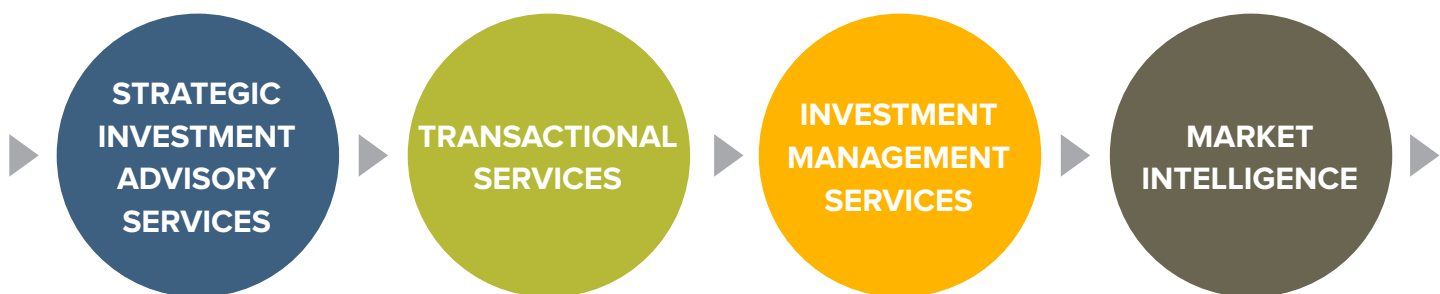 STRATEGIC
INVESTMENT
ADVISORY
SERVICES
TRANSACTIONAL
SERVICES
INVESTMENT
MANAGEMENT
SERVICES
MARKET
INTELLIGENCE